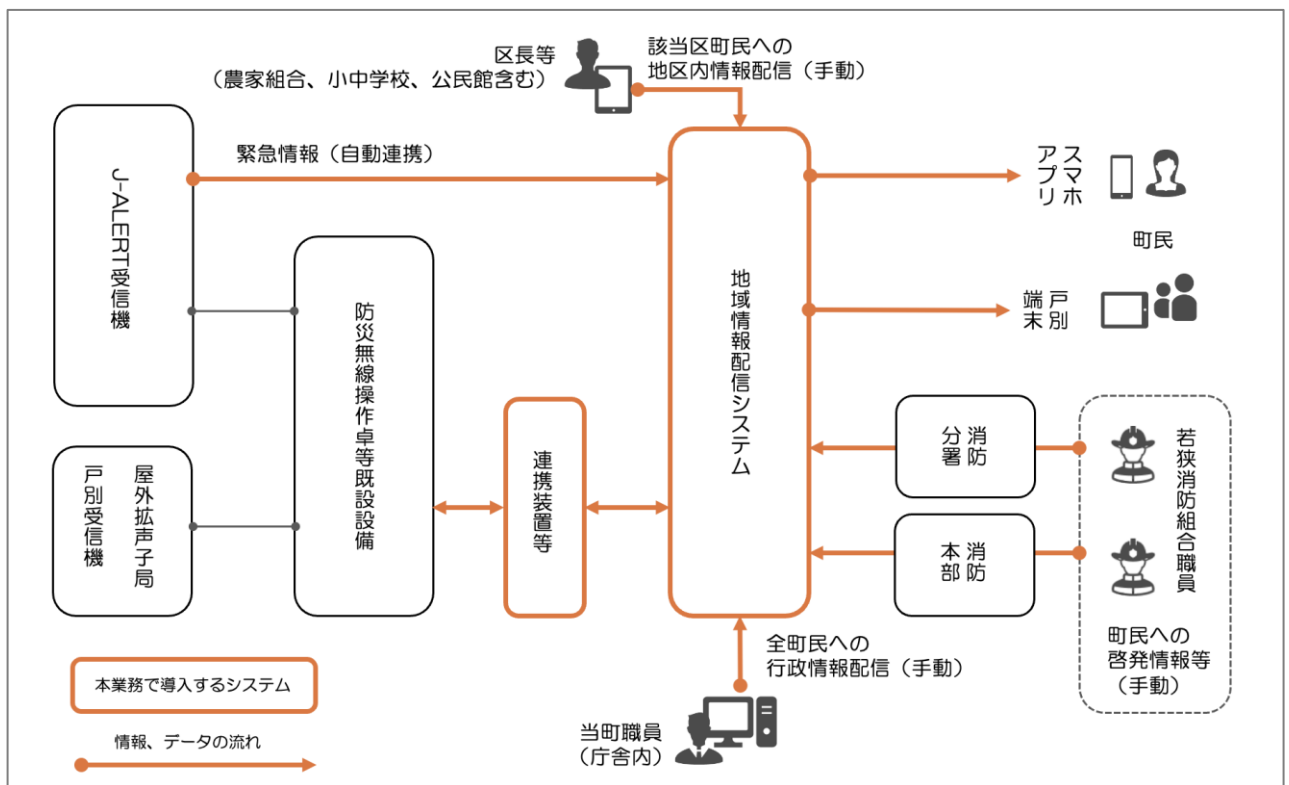 区長等
（農家組合、小中学校、公民館含む）
該当区町民への
地区内情報配信（手動）
緊急情報（自動連携）
J-ALERT受信機
防災無線操作卓等既設設備
屋外拡声子局
戸別受信機
連携装置等
地域情報配信システム
スマホ
アプリ
町民
戸別
端末
消防
分署
消防
本部
若狭消防組合職員
町民への
啓発情報等
（手動）
全町民への
行政情報配信（手動）
当町職員
（庁舎内）
本業務で導入するシステム
情報、データの流れ